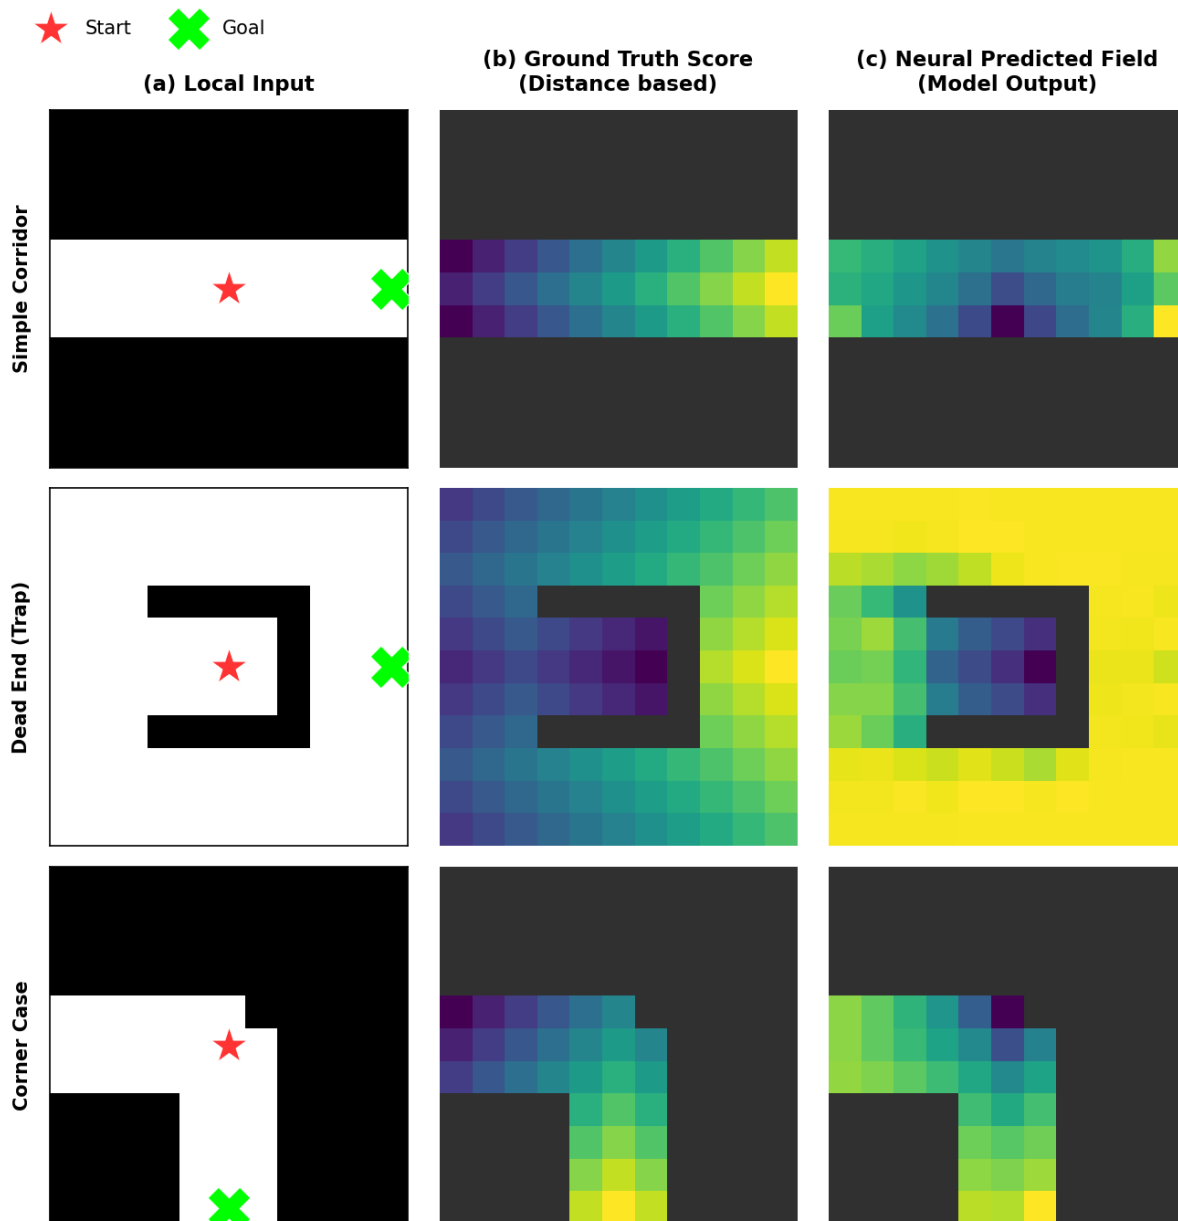 Start
Goal
(a) Local Input
(b) Ground Truth Score
(Distance based)
(c) Neural Predicted Field
(Model Output)
Simple Corridor
Dead End (Trap)
Corner Case